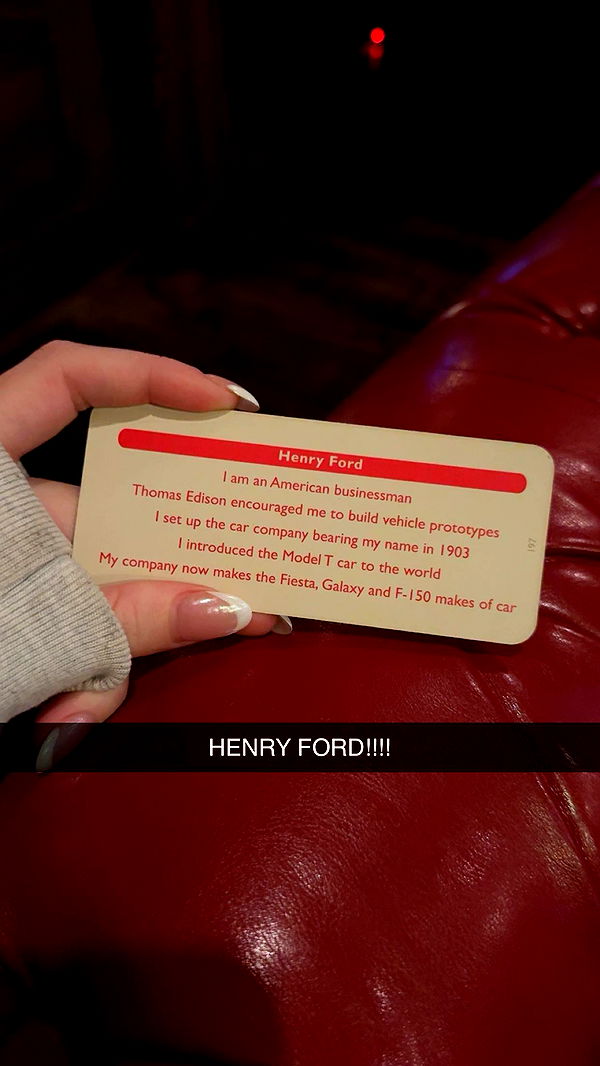 Henry Ford
I am an American businessman
Thomas Edison encouraged me to build vehicle prototypes
I set up the car company bearing my name in 1903
I introduced the Model T car to the world
My company now makes the Fiesta, Galaxy and F-150 makes of car
197
HENRY FORD!!!!